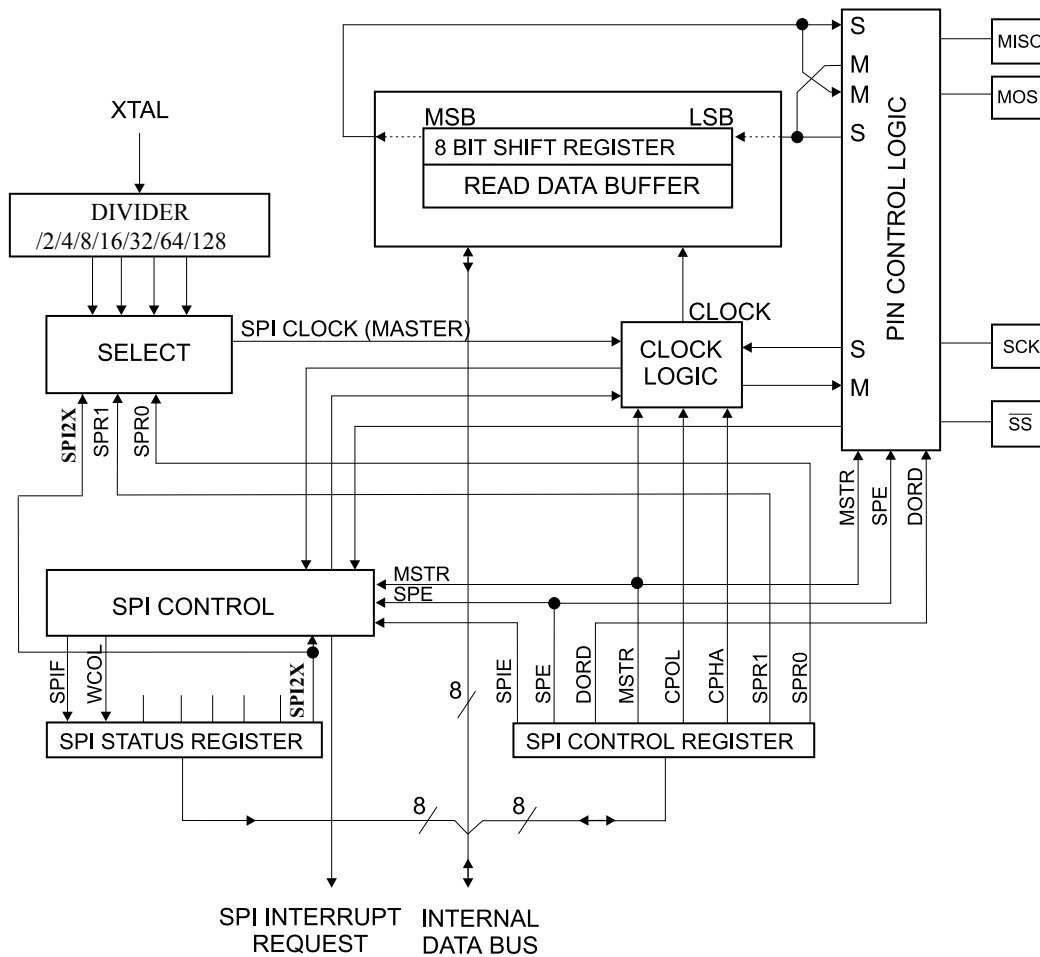 XTAL
DIVIDER
/2/4/8/16/32/64/128
SELECT
SPI2X
SPR1
SPR0
SPI CLOCK (MASTER)
MSB
LSB
8 BIT SHIFT REGISTER
READ DATA BUFFER
CLOCK
CLOCK
LOGIC
S
M
M
S
S
M
PIN CONTROL LOGIC
MISO
MOS
SCK
SS
MSTR
SPE
DORD
SPI CONTROL
MSTR
SPE
SPIF
WCOL
SPI2X
SPI STATUS REGISTER
8
SPIE
SPE
DORD
MSTR
CPOL
CPHA
SPR1
SPR0
SPI CONTROL REGISTER
8
8
SPI INTERRUPT
REQUEST
INTERNAL
DATA BUS